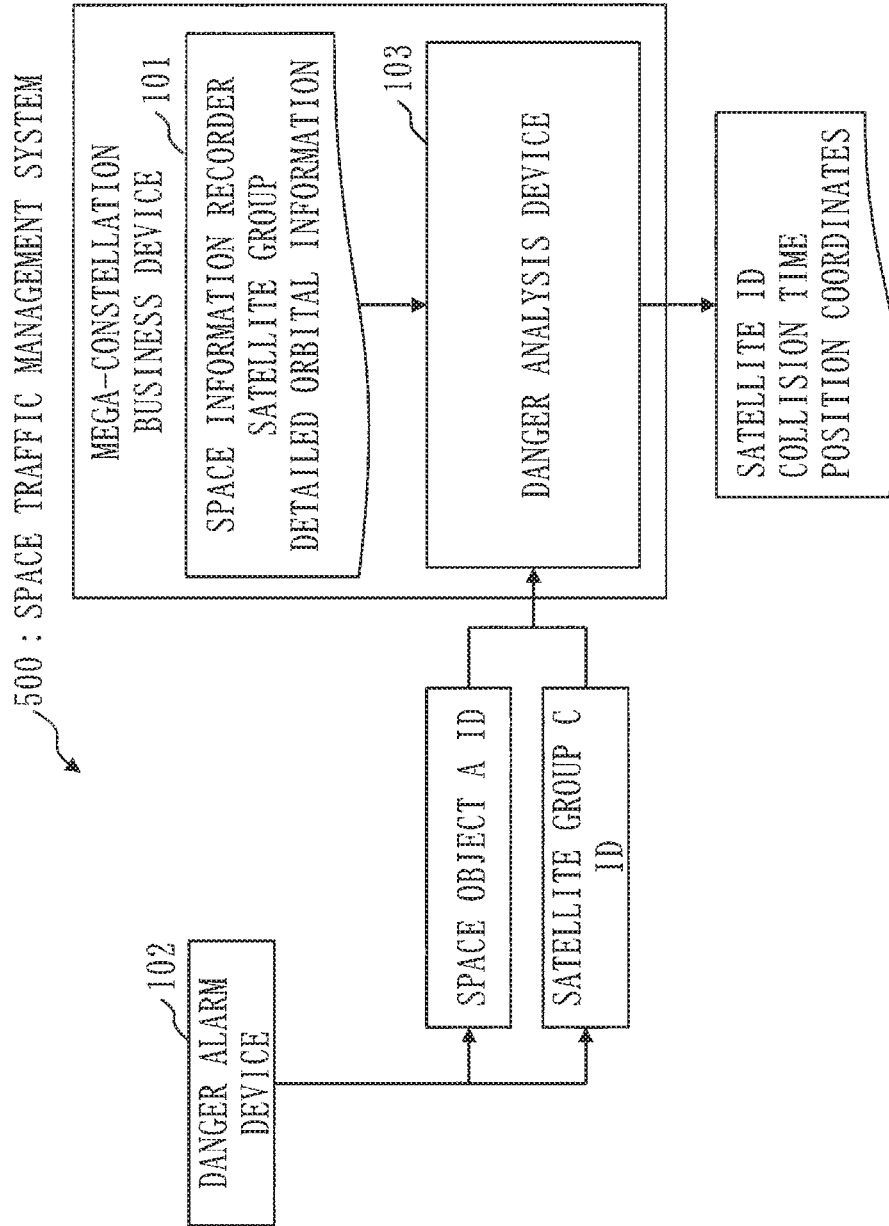 500 : SPACE TRAFFIC MANAGEMENT SYSTEM
102
DANGER ALARM
DEVICE
SPACE OBJECT A ID
SATELLITE GROUP C
ID
MEGA-CONSTELLATION
BUSINESS DEVICE
101
SPACE INFORMATION RECORDER
SATELLITE GROUP
DETAILED ORBITAL INFORMATION
103
DANGER ANALYSIS DEVICE
SATELLITE ID
COLLISION TIME
POSITION COORDINATES